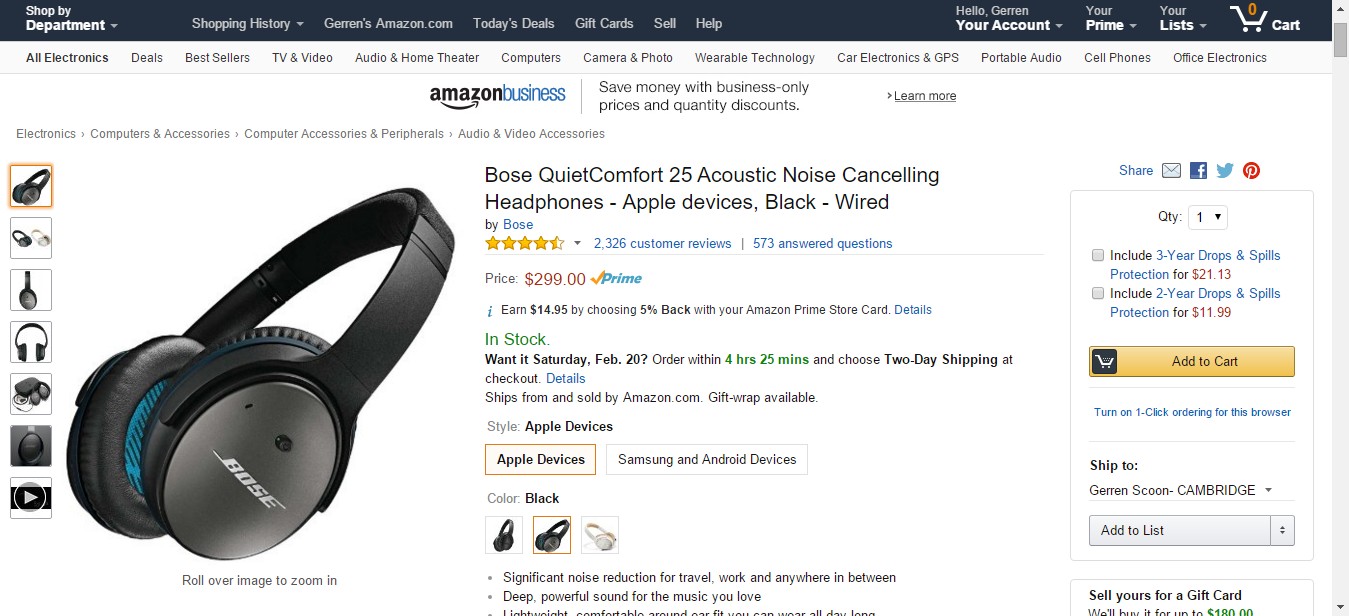 Shop by
Department
Shopping History Gerren's Amazon.com Today's Deals Gift Cards Sell Help
Hello, Gerren
Your Account
Your
Prime
Your
Lists
0
Cart
All Electronics Deals Best Sellers TV & Video Audio & Home Theater Computers Camera & Photo Wearable Technology Car Electronics & GPS Portable Audio Cell Phones Office Electronics
amazonbusiness
Save money with business-only
prices and quantity discounts.
› Learn more
Electronics › Computers & Accessories › Computer Accessories & Peripherals › Audio & Video Accessories
BOSE
Roll over image to zoom in
Bose QuietComfort 25 Acoustic Noise Cancelling
Headphones - Apple devices, Black - Wired
by Bose
2,326 customer reviews | 573 answered questions
Price: $299.00 Prime
i Earn $14.95 by choosing 5% Back with your Amazon Prime Store Card. Details
In Stock.
Want it Saturday, Feb. 20? Order within 4 hrs 25 mins and choose Two-Day Shipping at
checkout. Details
Ships from and sold by Amazon.com. Gift-wrap available.
Style: Apple Devices
Apple Devices Samsung and Android Devices
Color: Black
• Significant noise reduction for travel, work and anywhere in between
• Deep, powerful sound for the music you love
• Lightweight, comfortable around ear fit you can wear all day long
Share
Qty: 1
Include 3-Year Drops & Spills
Protection for $21.13
Include 2-Year Drops & Spills
Protection for $11.99
Add to Cart
Turn on 1-Click ordering for this browser
Ship to:
Gerren Scoon- CAMBRIDGE
Add to List
Sell yours for a Gift Card
We'll buy it for up to $180.00